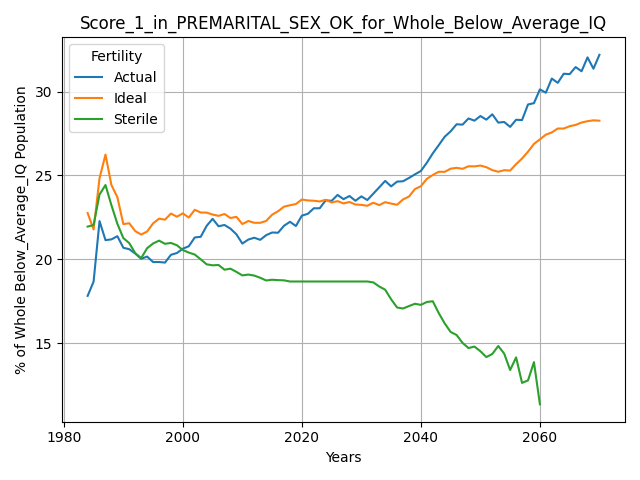 Score_1_in_PREMARITAL_SEX_OK_for_Whole_Below_Average_IQ
% of Whole Below_Average_IQ Population
30
25
20
15
Fertility
Actual
Ideal
Sterile
1980 2000 2020 2040 2060
Years